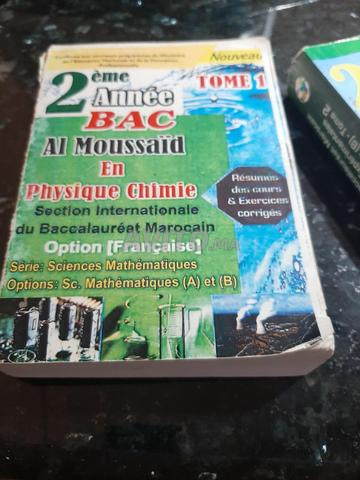 Nouveau
2ème Année
TOME 1
BAC
Al Moussaïd
En
Physique Chimie
Résumes
des cours
& Exercices
corrigés
Section Internationale
du Baccalauréat Marocain
Option [Française]
Série: Sciences Mathématiques
Options: Sc. Mathématiques (A) et (B)